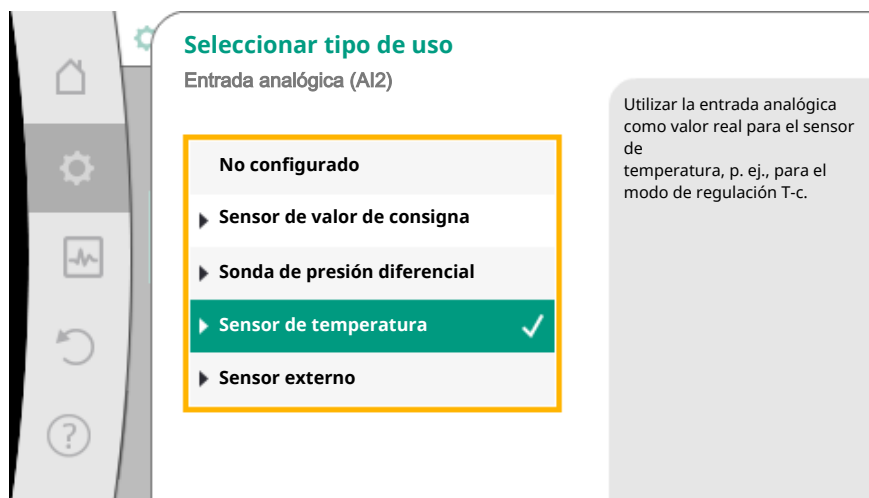 Seleccionar tipo de uso
Entrada analógica (AI2)
No configurado
Sensor de valor de consigna
Sonda de presión diferencial
Sensor de temperatura
Sensor externo
Utilizar la entrada analógica
como valor real para el sensor
de
temperatura, p. ej., para el
modo de regulación T-c.